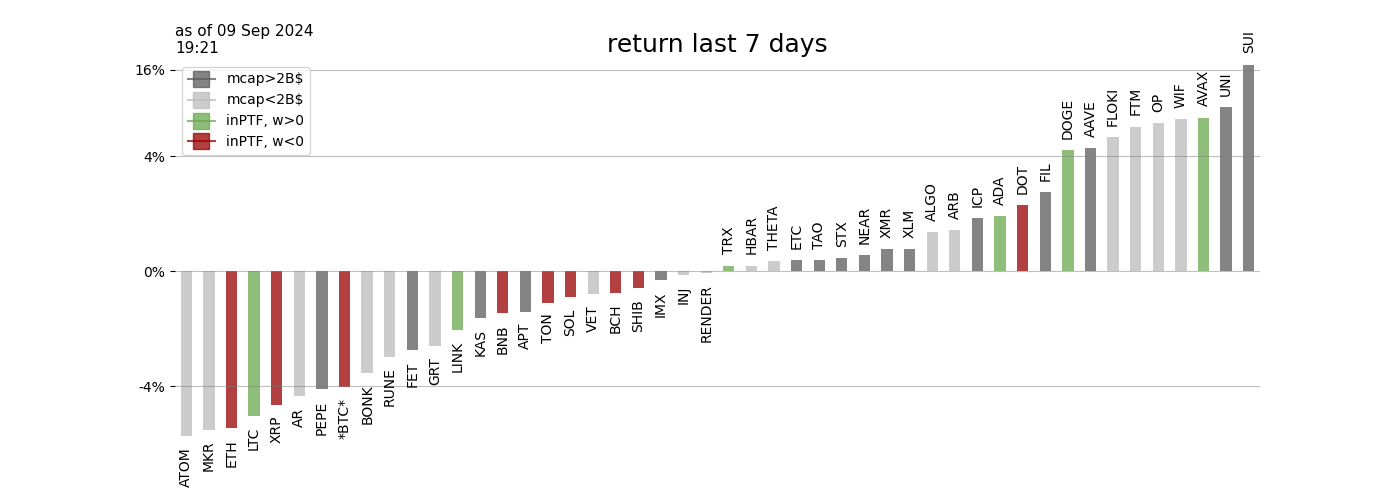 as of 09 Sep 2024
19:21
return last 7 days
16%
4%
0%
-4%
mcap>2B$
mcap<2B$
inPTF, w>0
inPTF, w<0
ATOM
MKR
ETH
LTC
XRP
AR
PEPE
*BTC*
BONK
RUNE
FET
GRT
LINK
KAS
BNB
APT
TON
SOL
VET
BCH
SHIB
IMX
INJ
RENDER
TRX
HBAR
THETA
ETC
TAO
STX
NEAR
XMR
XLM
ALGO
ARB
ICP
ADA
DOT
FIL
DOGE
AAVE
FLOKI
FTM
OP
WIF
AVAX
UNI
SUI